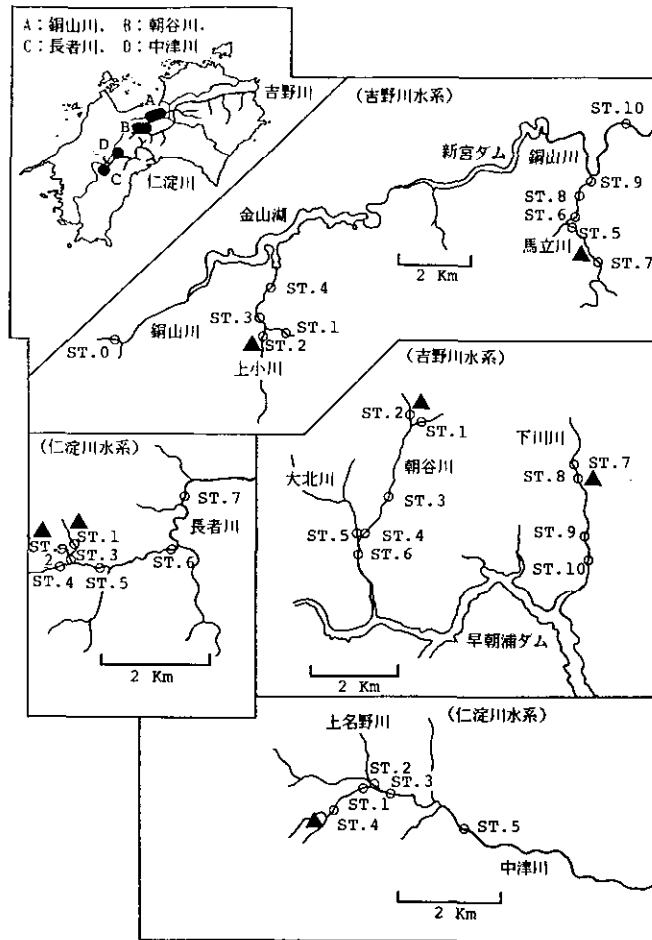 A：銅山川， B：朝谷川．
C：長者川， D：中津川
吉野川
A
B
D
C
仁淀川
(吉野川水系)
ST.10
新宮ダム
銅山川
ST.9
ST.8
ST.6
ST.5
馬立川
ST.7
金山湖
2 Km
ST.4
ST.3
ST.1
ST.2
銅山川
ST.0
上小川
(吉野川水系)
ST.2
ST.1
下川川
大北川
朝谷川
ST.7
ST.8
ST.3
ST.5
ST.4
ST.9
ST.6
ST.10
早朝浦ダム
2 Km
(仁淀川水系)
ST.7
長者川
ST.1
ST.
2
ST.3
ST.4
ST.5
ST.6
2 Km
(仁淀川水系)
上名野川
ST.2
ST.3
ST.1
ST.4
ST.5
中津川
2 Km